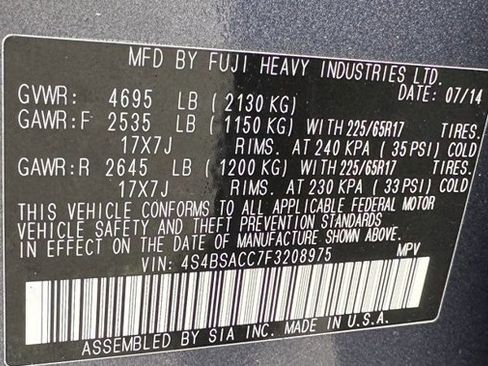 MFD BY FUJI HEAVY INDUSTRIES LTD.
DATE: 07/14
GVWR: 4695 LB (2130 KG)
GAWR:F 2535 LB (1150 KG) WITH 225/65R17 TIRES.
17X7J RIMS. AT 240 KPA (35 PSI) COLD
GAWR:R 2645 LB (1200 KG) WITH 225/65R17 TIRES.
17X7J RIMS. AT 230 KPA (33 PSI) COLD
THIS VEHICLE CONFORMS TO ALL APPLICABLE FEDERAL MOTOR
VEHICLE SAFETY AND THEFT PREVENTION STANDARDS
IN EFFECT ON THE DATE OF MANUFACTURE SHOWN ABOVE.
VIN: 4S4BSACC7F3208975 MPV
ASSEMBLED BY SIA INC. MADE IN U.S.A.